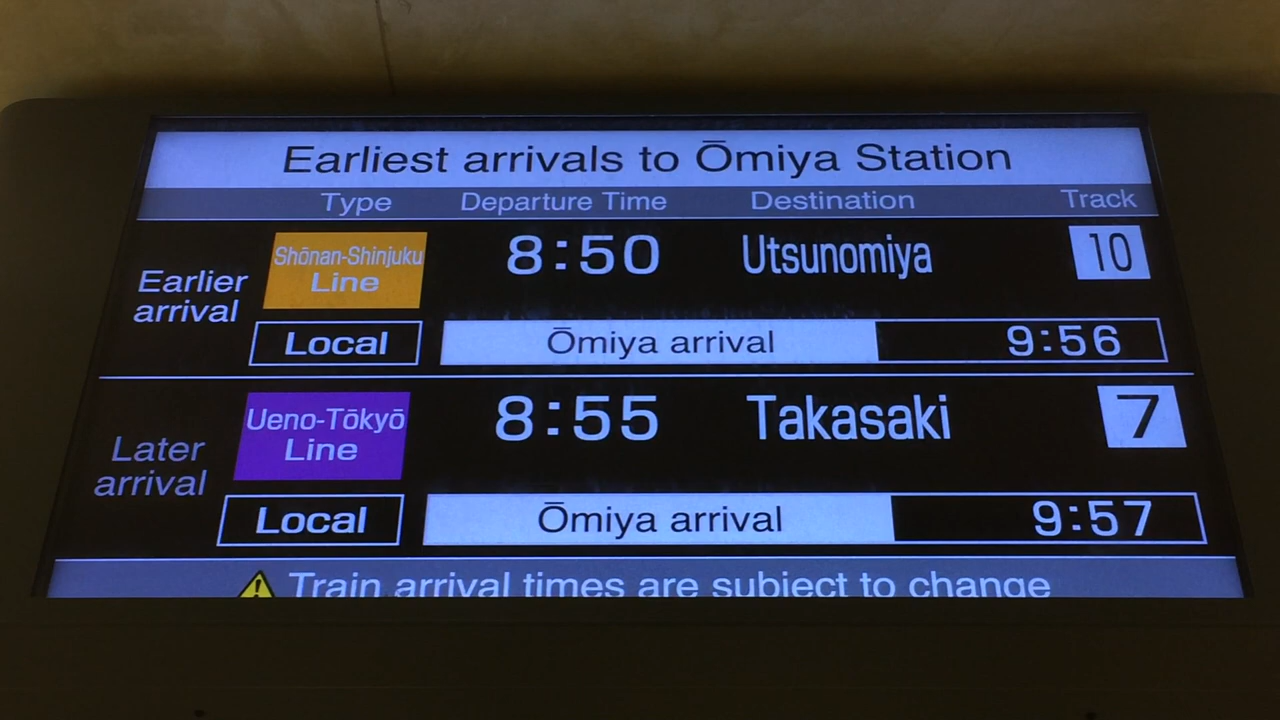 Earliest arrivals to Ōmiya Station
Type Departure Time Destination Track
Earlier arrival
Shōnan-Shinjuku Line
8:50 Utsunomiya 10
Local Ōmiya arrival 9:56
Later arrival
Ueno-Tōkyō Line
8:55 Takasaki 7
Local Ōmiya arrival 9:57
Train arrival times are subject to change